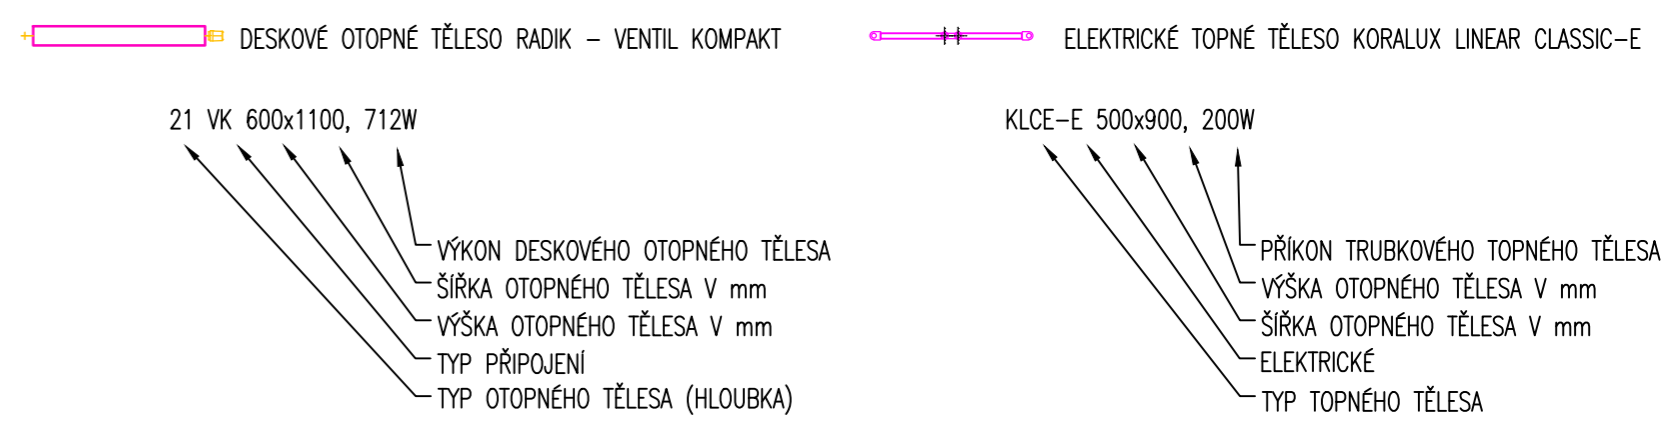 DESKOVÉ OTOPNÉ TĚLESO RADIK – VENTIL KOMPAKT
21 VK 600x1100, 712W
VÝKON DESKOVÉHO OTOPNÉHO TĚLESA
ŠÍŘKA OTOPNÉHO TĚLESA V mm
VÝŠKA OTOPNÉHO TĚLESA V mm
TYP PŘIPOJENÍ
TYP OTOPNÉHO TĚLESA (HLOUBKA)
ELEKTRICKÉ TOPNÉ TĚLESO KORALUX LINEAR CLASSIC–E
KLCE–E 500x900, 200W
PŘÍKON TRUBKOVÉHO TOPNÉHO TĚLESA
VÝŠKA OTOPNÉHO TĚLESA V mm
ŠÍŘKA OTOPNÉHO TĚLESA V mm
ELEKTRICKÉ
TYP TOPNÉHO TĚLESA